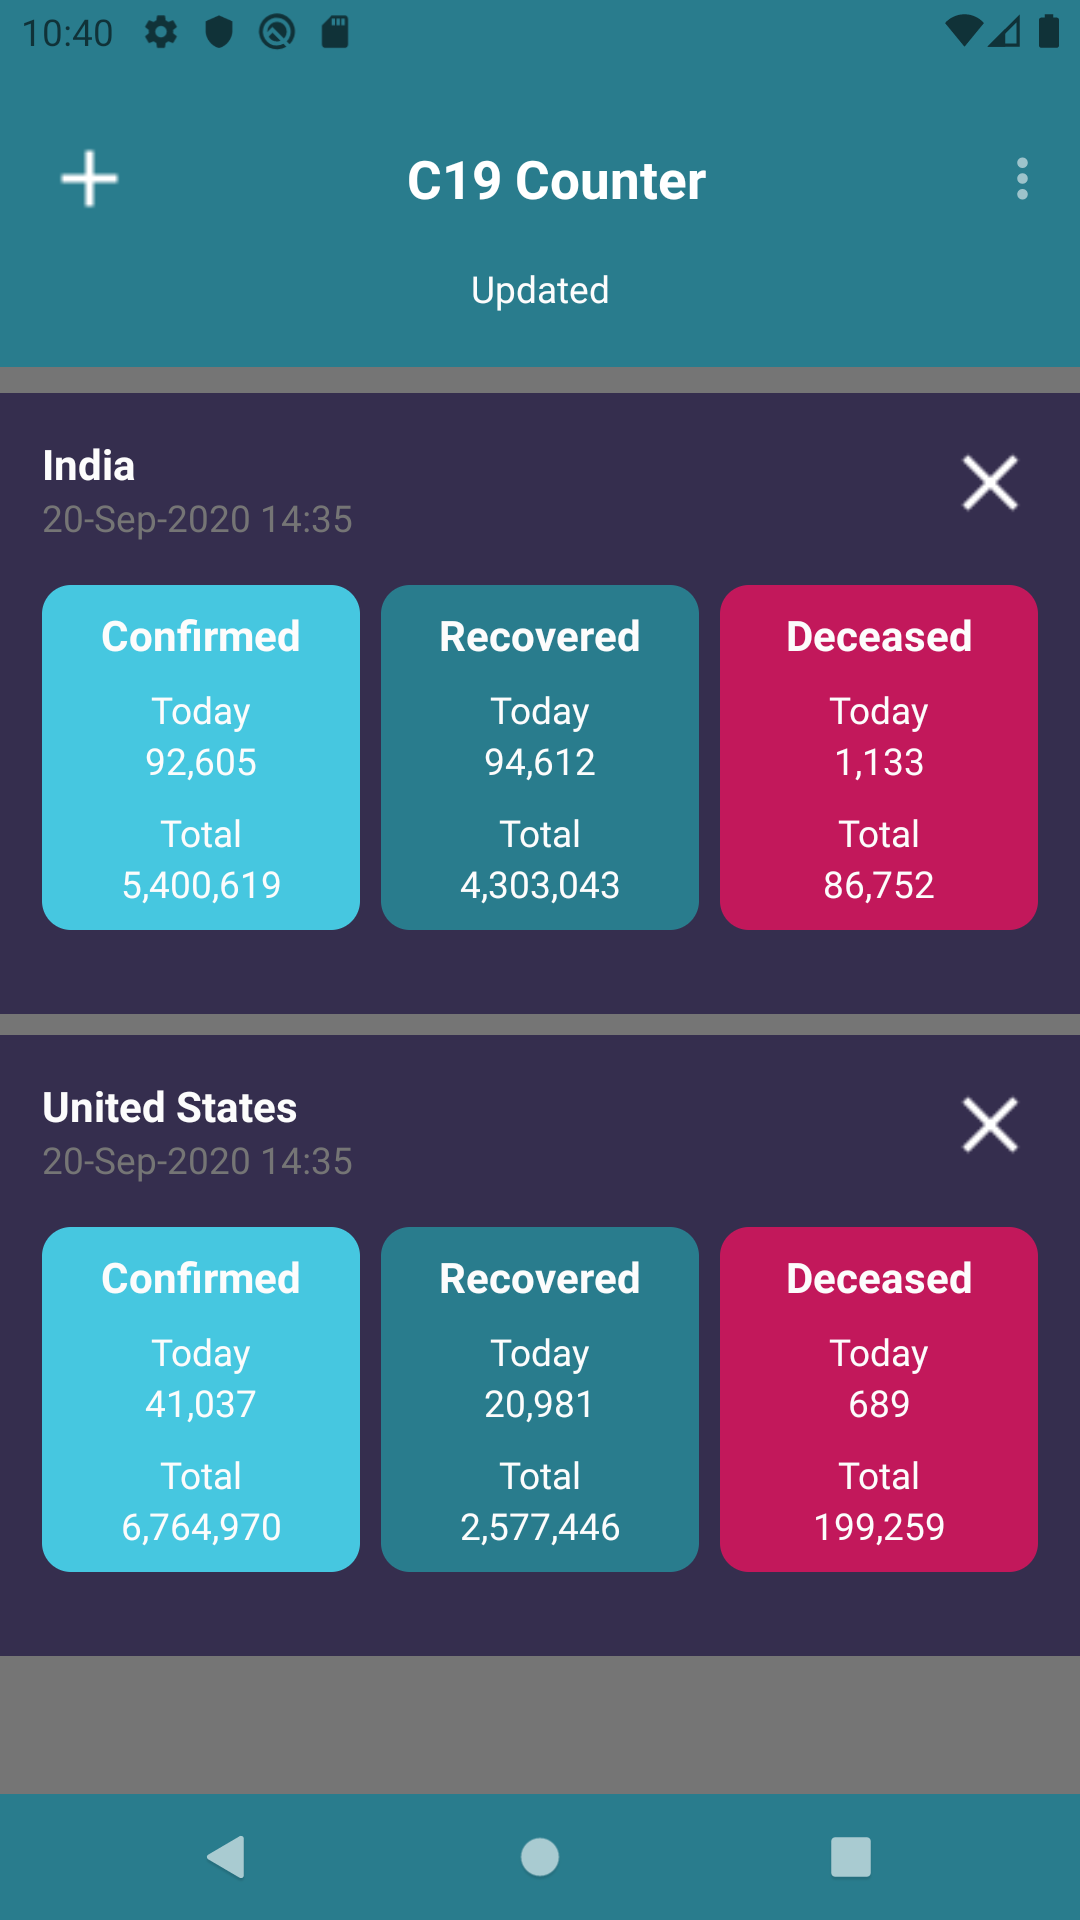 10:40
C19 Counter
Updated
India
20-Sep-2020 14:35
Confirmed Recovered Deceased
Today Today Today
92,605 94,612 1,133
Total Total Total
5,400,619 4,303,043 86,752
United States
20-Sep-2020 14:35
Confirmed Recovered Deceased
Today Today Today
41,037 20,981 689
Total Total Total
6,764,970 2,577,446 199,259